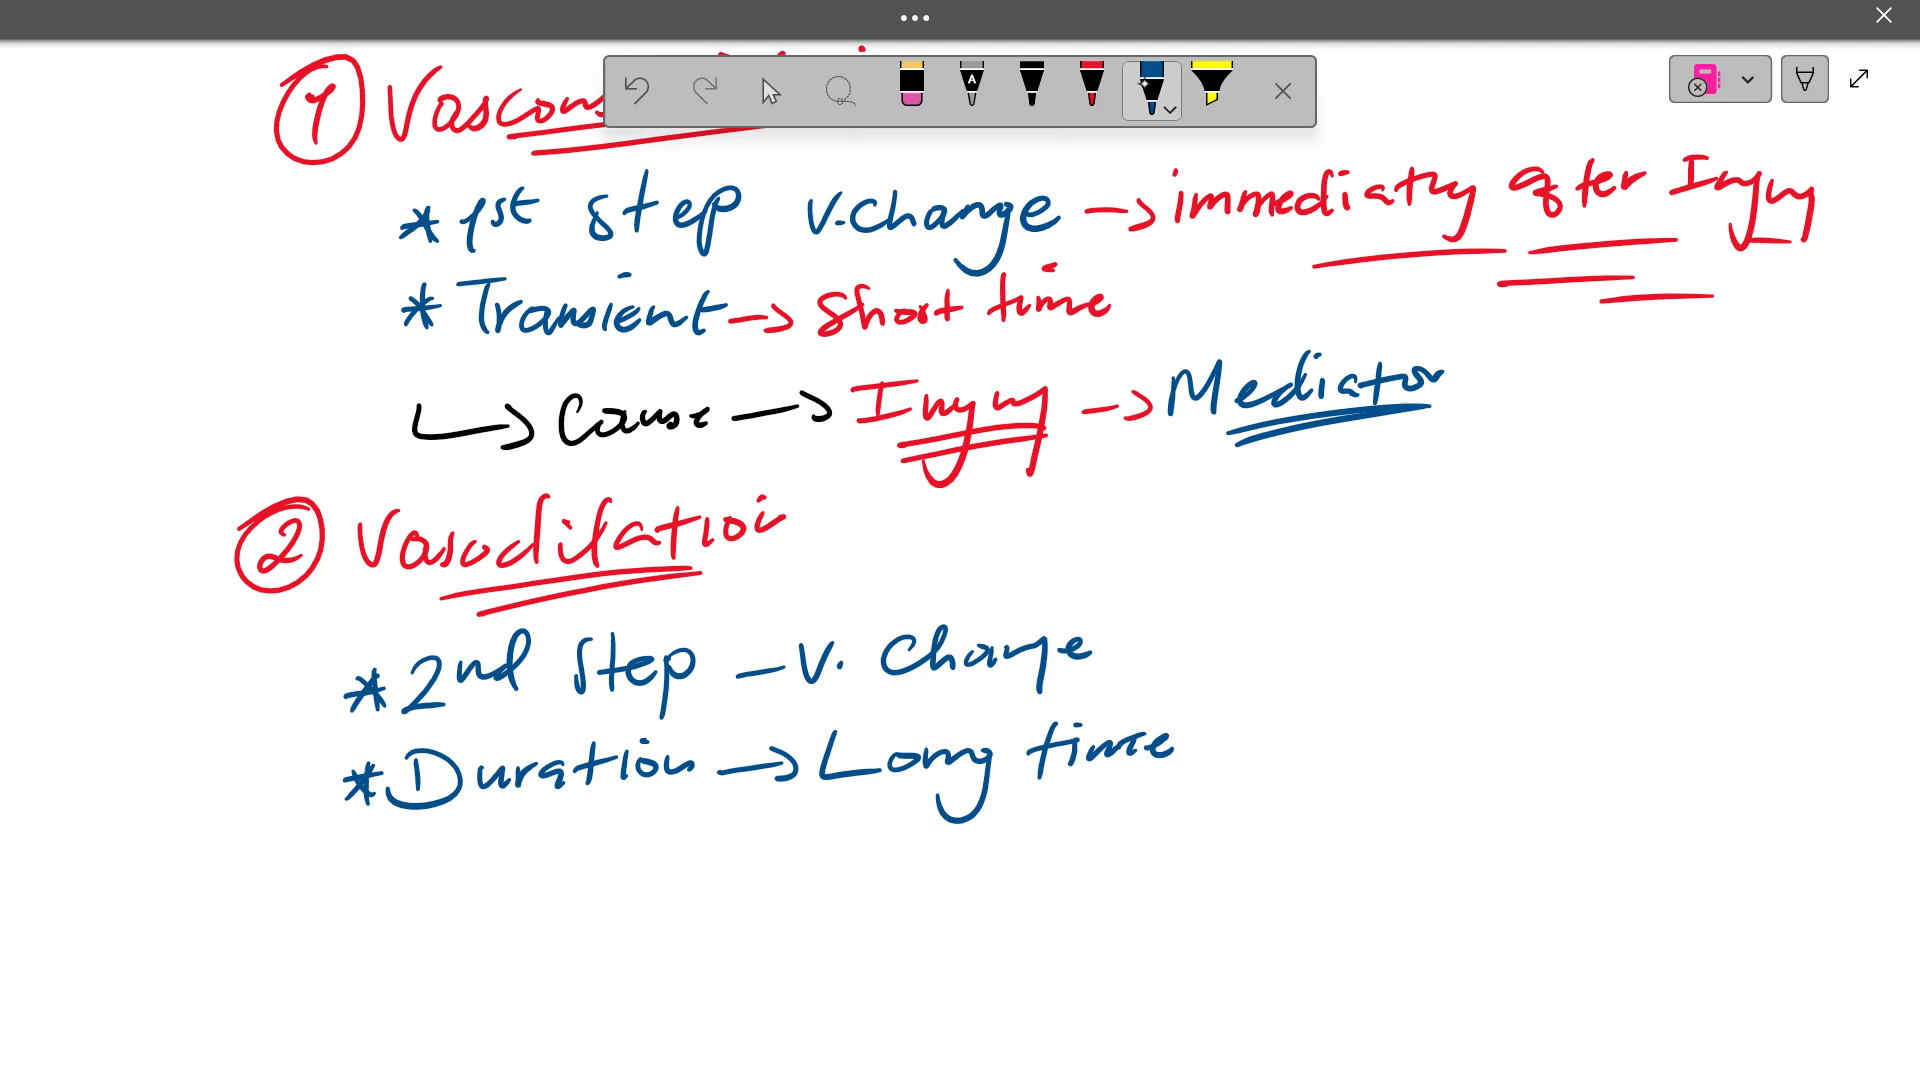 ① Vascons
* 1st step v.change → immediatly after Injury
* Transient → Short time
↳ Cause → Injury → Mediator
② Vasodilation
* 2nd step - V. Change
* Duration → Long time